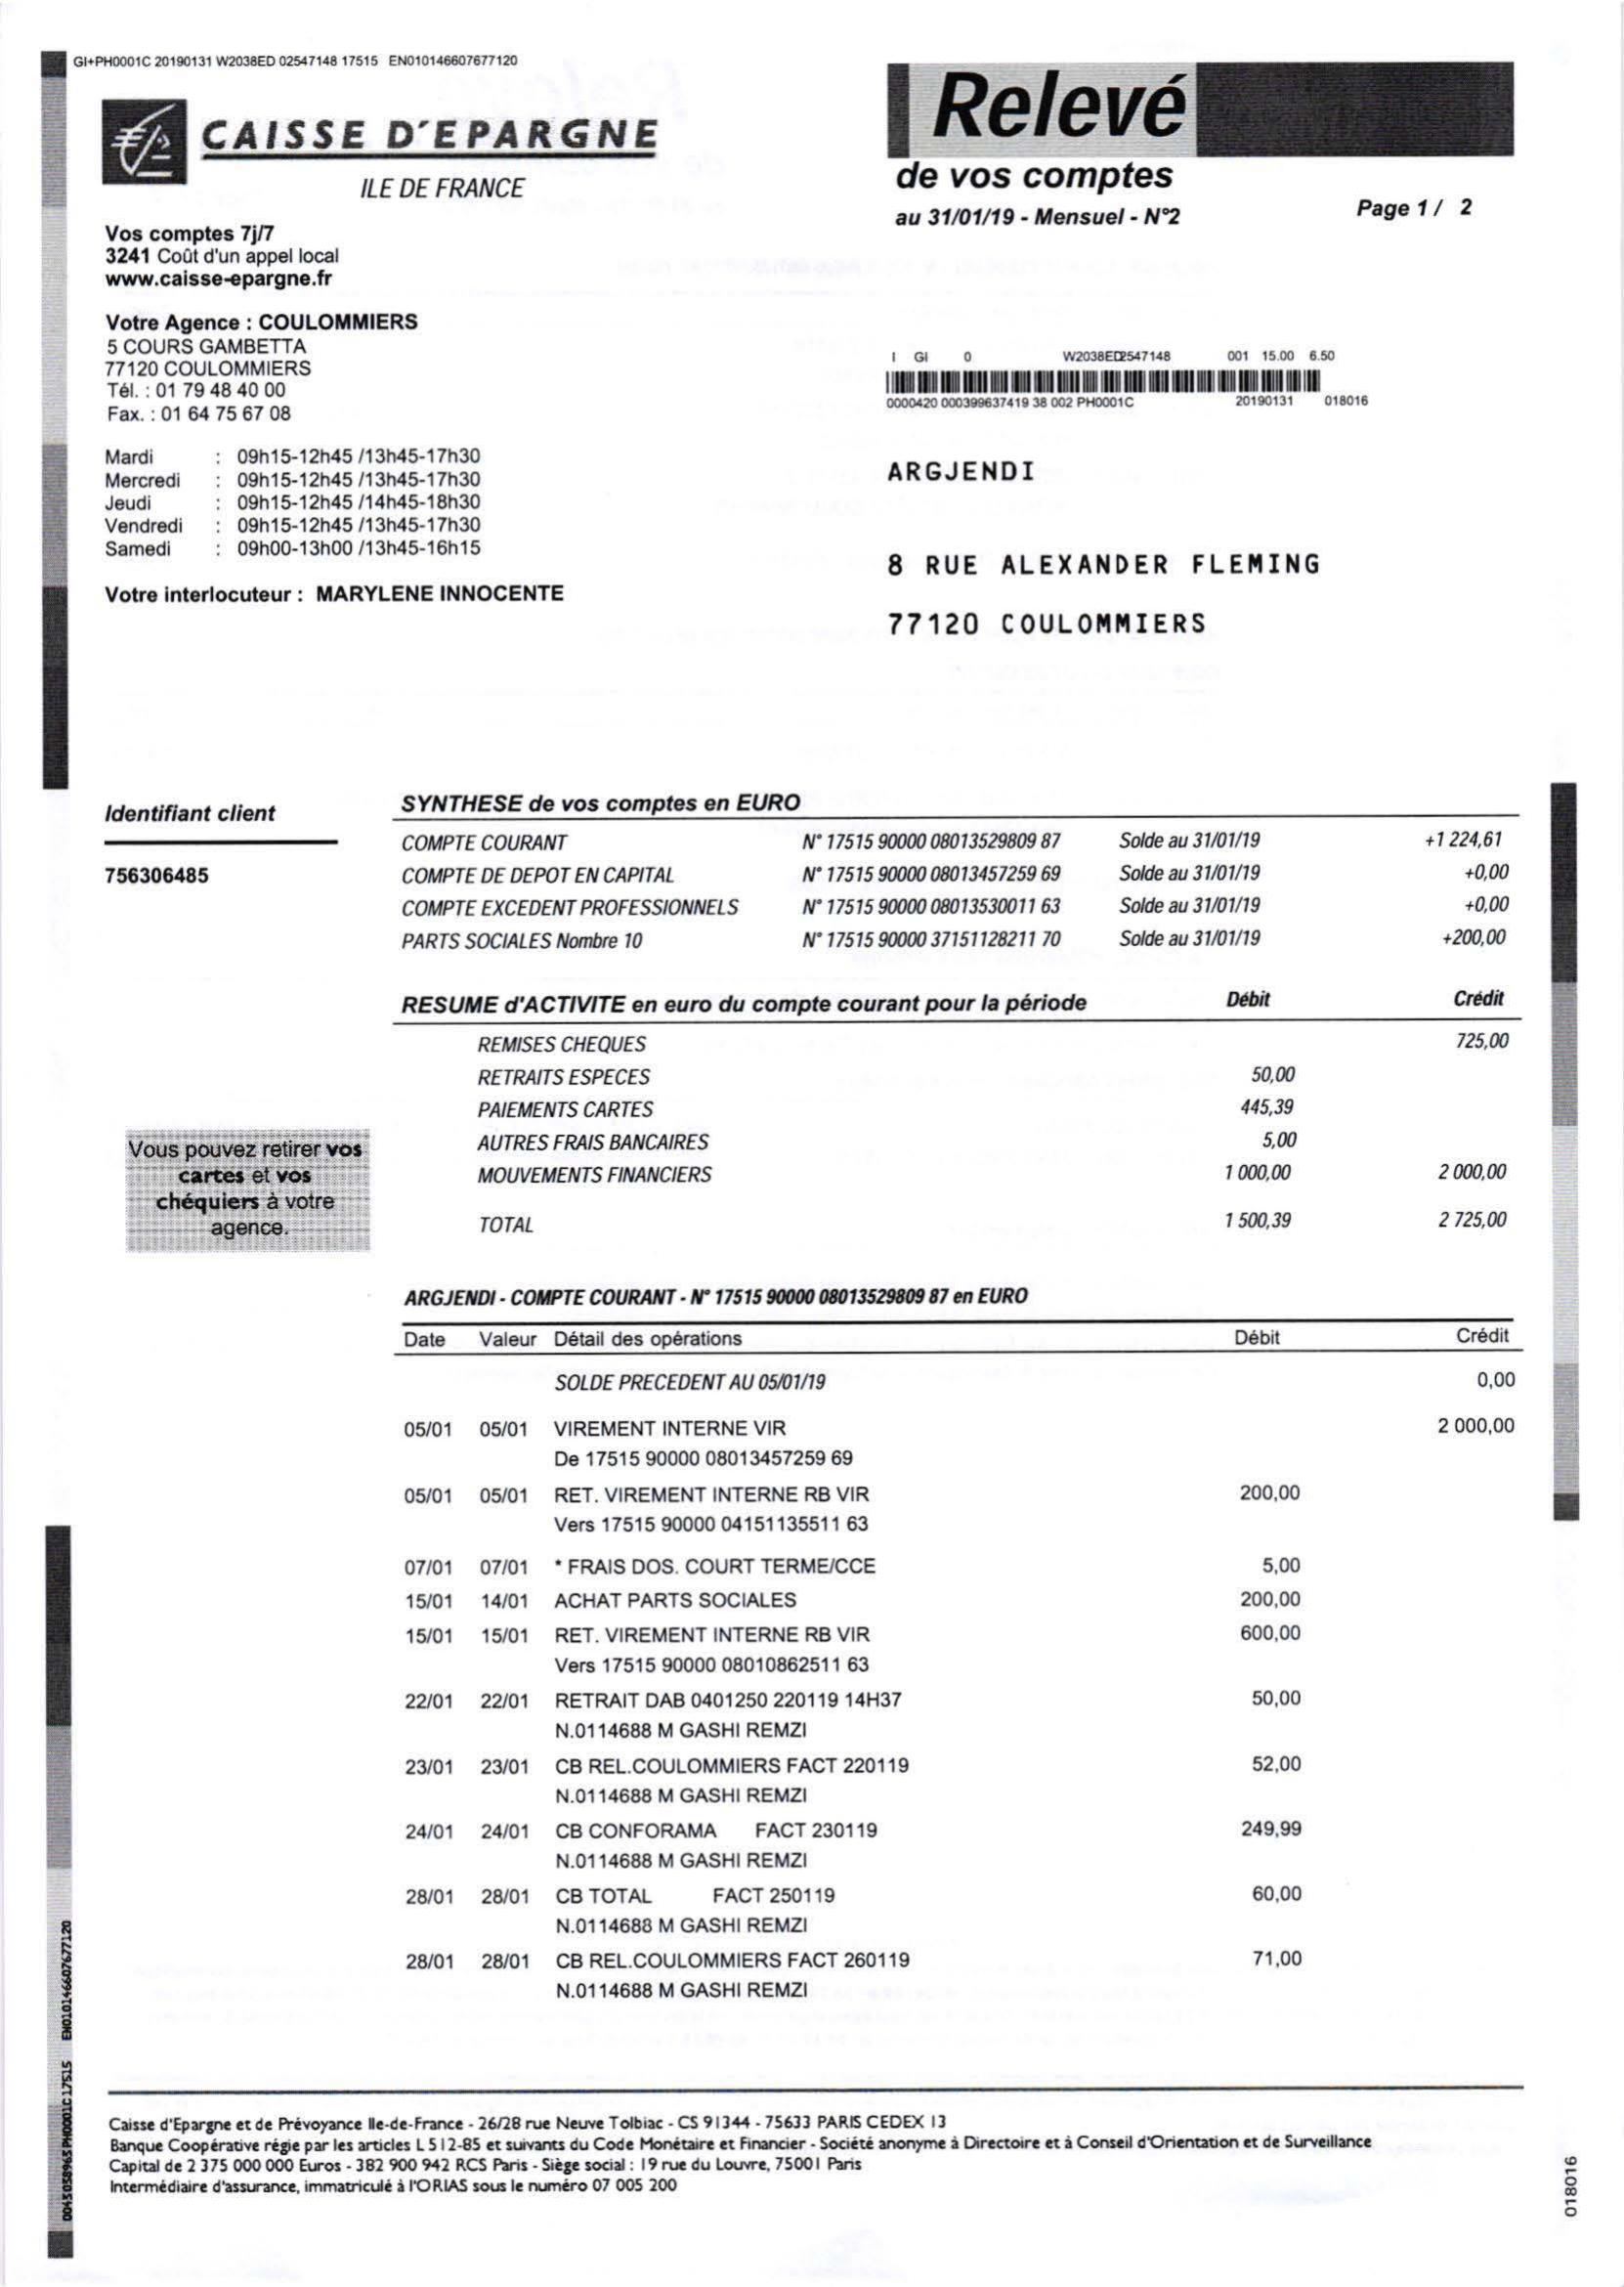 GI+PH0001C 20190131 W2038ED 02547148 17515 EN010146607677120
CAISSE D'EPARGNE
ILE DE FRANCE
Relevé
de vos comptes
au 31/01/19 - Mensuel - N°2
Page 1 / 2
Vos comptes 7j/7
3241 Coût d'un appel local
www.caisse-epargne.fr
Votre Agence : COULOMMIERS
5 COURS GAMBETTA
77120 COULOMMIERS
Tél. : 01 79 48 40 00
Fax. : 01 64 75 67 08
I GI 0 W2038ED2547148 001 15.00 6.50
0000420 000399637419 38 002 PH0001C 20190131 018016
Mardi : 09h15-12h45 /13h45-17h30
Mercredi : 09h15-12h45 /13h45-17h30
Jeudi : 09h15-12h45 /14h45-18h30
Vendredi : 09h15-12h45 /13h45-17h30
Samedi : 09h00-13h00 /13h45-16h15
Votre interlocuteur : MARYLENE INNOCENTE
ARGJENDI
8 RUE ALEXANDER FLEMING
77120 COULOMMIERS
Identifiant client
756306485
SYNTHESE de vos comptes en EURO
COMPTE COURANT N° 17515 90000 08013529809 87 Solde au 31/01/19 +1 224,61
COMPTE DE DEPOT EN CAPITAL N° 17515 90000 08013457259 69 Solde au 31/01/19 +0,00
COMPTE EXCEDENT PROFESSIONNELS N° 17515 90000 08013530011 63 Solde au 31/01/19 +0,00
PARTS SOCIALES Nombre 10 N° 17515 90000 37151128211 70 Solde au 31/01/19 +200,00
RESUME d'ACTIVITE en euro du compte courant pour la période Débit Crédit
REMISES CHEQUES 725,00
RETRAITS ESPECES 50,00
PAIEMENTS CARTES 445,39
AUTRES FRAIS BANCAIRES 5,00
MOUVEMENTS FINANCIERS 1 000,00 2 000,00
TOTAL 1 500,39 2 725,00
Vous pouvez retirer vos
cartes et vos
chéquiers à votre
agence.
ARGJENDI - COMPTE COURANT - N° 17515 90000 08013529809 87 en EURO
Date Valeur Détail des opérations Débit Crédit
SOLDE PRECEDENT AU 05/01/19 0,00
05/01 05/01 VIREMENT INTERNE VIR 2 000,00
De 17515 90000 08013457259 69
05/01 05/01 RET. VIREMENT INTERNE RB VIR 200,00
Vers 17515 90000 04151135511 63
07/01 07/01 * FRAIS DOS. COURT TERME/CCE 5,00
15/01 14/01 ACHAT PARTS SOCIALES 200,00
15/01 15/01 RET. VIREMENT INTERNE RB VIR 600,00
Vers 17515 90000 08010862511 63
22/01 22/01 RETRAIT DAB 0401250 220119 14H37 50,00
N.0114688 M GASHI REMZI
23/01 23/01 CB REL.COULOMMIERS FACT 220119 52,00
N.0114688 M GASHI REMZI
24/01 24/01 CB CONFORAMA FACT 230119 249,99
N.0114688 M GASHI REMZI
28/01 28/01 CB TOTAL FACT 250119 60,00
N.0114688 M GASHI REMZI
28/01 28/01 CB REL.COULOMMIERS FACT 260119 71,00
N.0114688 M GASHI REMZI
Caisse d'Epargne et de Prévoyance Ile-de-France - 26/28 rue Neuve Tolbiac - CS 91344 - 75633 PARIS CEDEX 13
Banque Coopérative régie par les articles L 512-85 et suivants du Code Monétaire et Financier - Société anonyme à Directoire et à Conseil d'Orientation et de Surveillance
Capital de 2 375 000 000 Euros - 382 900 942 RCS Paris - Siège social : 19 rue du Louvre, 75001 Paris
Intermédiaire d'assurance, immatriculé à l'ORIAS sous le numéro 07 005 200
EN010146607677120
018016